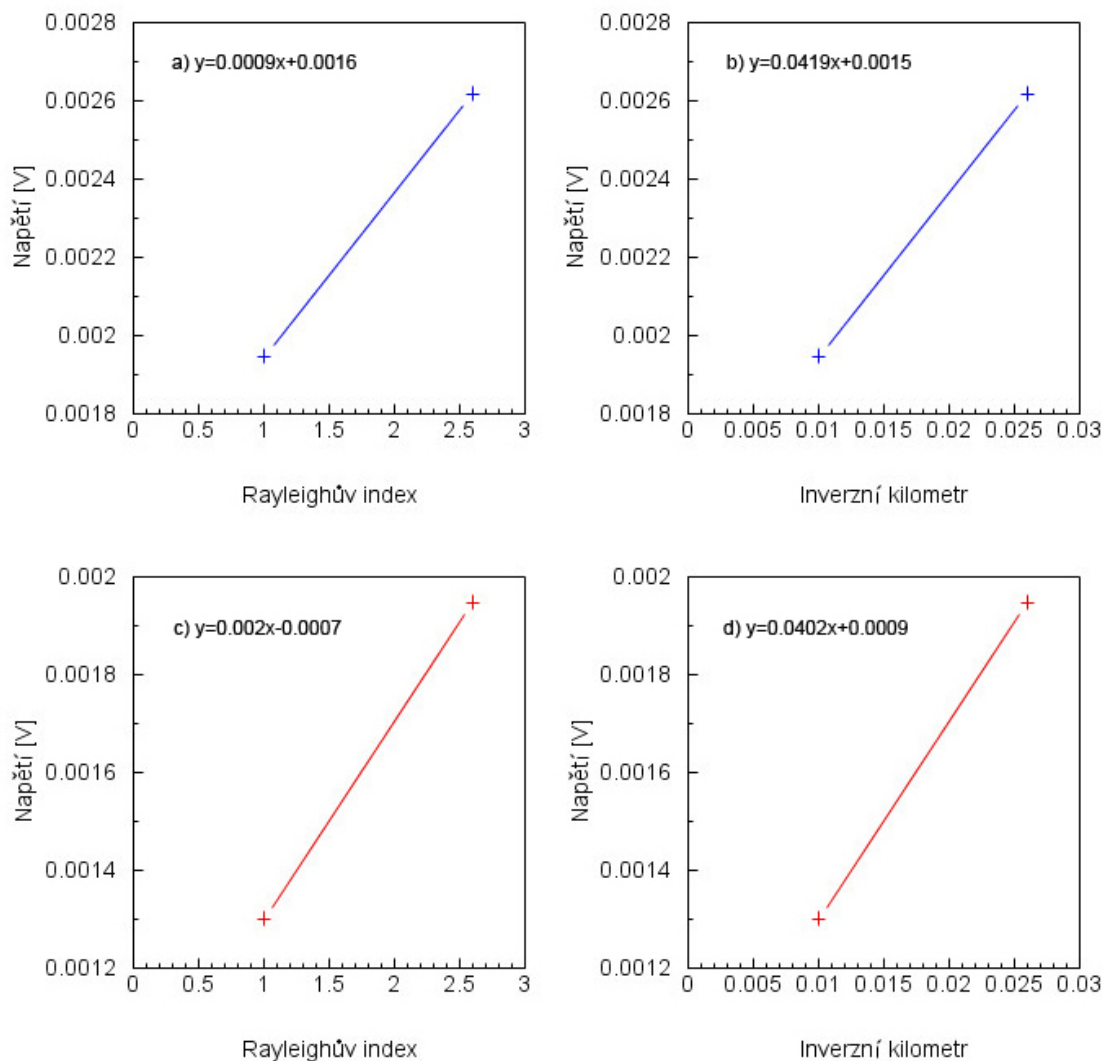 0.0028
0.0026
0.0024
0.0022
0.002
0.0018
Napětí [V]
a) y=0.0009x+0.0016
0 0.5 1 1.5 2 2.5 3
Rayleighův index
0.0028
0.0026
0.0024
0.0022
0.002
0.0018
Napětí [V]
b) y=0.0419x+0.0015
0 0.005 0.01 0.015 0.02 0.025 0.03
Inverzní kilometr
0.002
0.0018
0.0016
0.0014
0.0012
Napětí [V]
c) y=0.002x-0.0007
0 0.5 1 1.5 2 2.5 3
Rayleighův index
0.002
0.0018
0.0016
0.0014
0.0012
Napětí [V]
d) y=0.0402x+0.0009
0 0.005 0.01 0.015 0.02 0.025 0.03
Inverzní kilometr